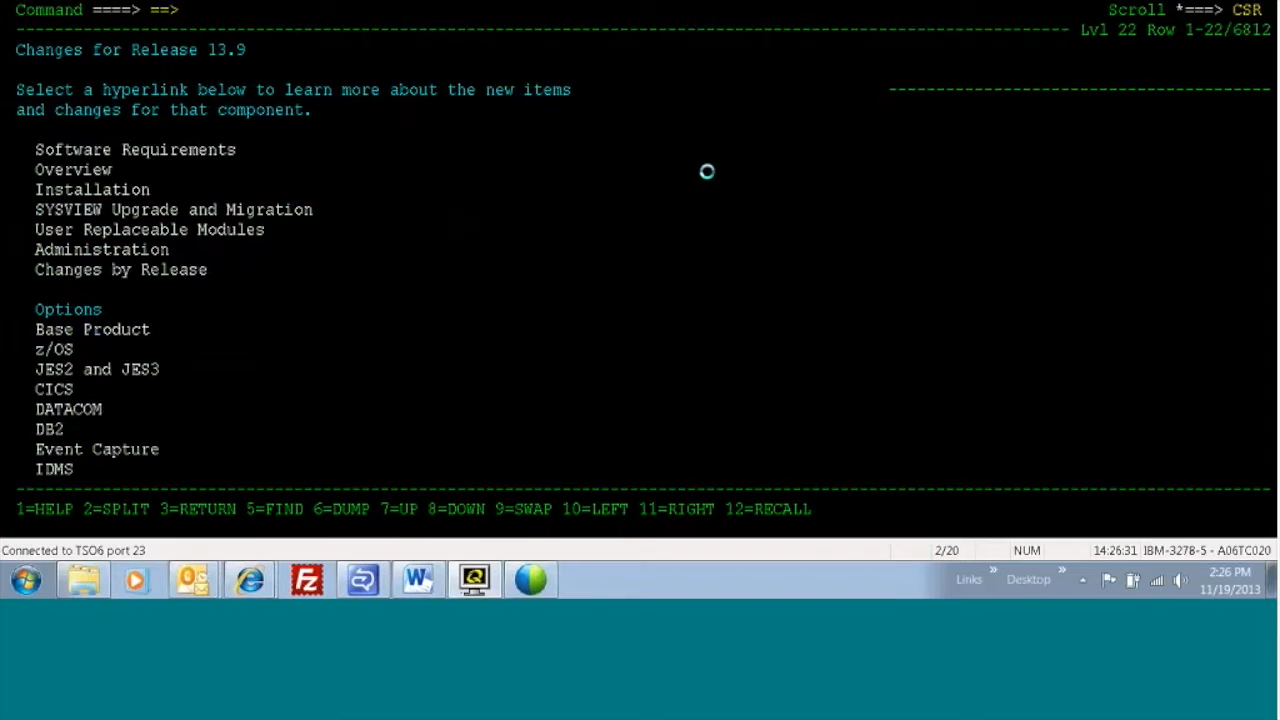 Command ====> ==> Scroll *===> CSR
Lvl 22 Row 1-22/6812
Changes for Release 13.9
Select a hyperlink below to learn more about the new items
and changes for that component.
Software Requirements
Overview
Installation
SYSVIEW Upgrade and Migration
User Replaceable Modules
Administration
Changes by Release
Options
Base Product
z/OS
JES2 and JES3
CICS
DATACOM
DB2
Event Capture
IDMS
1=HELP 2=SPLIT 3=RETURN 5=FIND 6=DUMP 7=UP 8=DOWN 9=SWAP 10=LEFT 11=RIGHT 12=RECALL
Connected to TSO6 port 23 2/20 NUM 14:26:31 IBM-3278-5 - A06TC020
Links » Desktop » 2:26 PM
11/19/2013